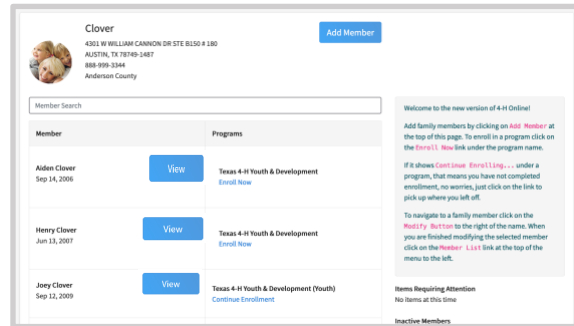 Clover
4301 W WILLIAM CANNON DR STE B150 # 180
AUSTIN, TX 78749-1487
888-999-3344
Anderson County
Add Member
Member Search
Member
Programs
Aiden Clover
Sep 14, 2006
View
Texas 4-H Youth & Development
Enroll Now
Henry Clover
Jun 13, 2007
View
Texas 4-H Youth & Development
Enroll Now
Joey Clover
Sep 12, 2009
View
Texas 4-H Youth & Development (Youth)
Continue Enrollment
Welcome to the new version of 4-H Online!
Add family members by clicking on Add Member at
the top of this page. To enroll in a program click on
the Enroll Now link under the program name.
If it shows Continue Enrolling... under a
program, that means you have not completed
enrollment, no worries, just click on the link to
pick up where you left off.
To navigate to a family member click on the
Modify Button to the right of the name. When
you are finished modifying the selected member
click on the Member List link at the top of the
menu to the left.
Items Requiring Attention
No items at this time
Inactive Members